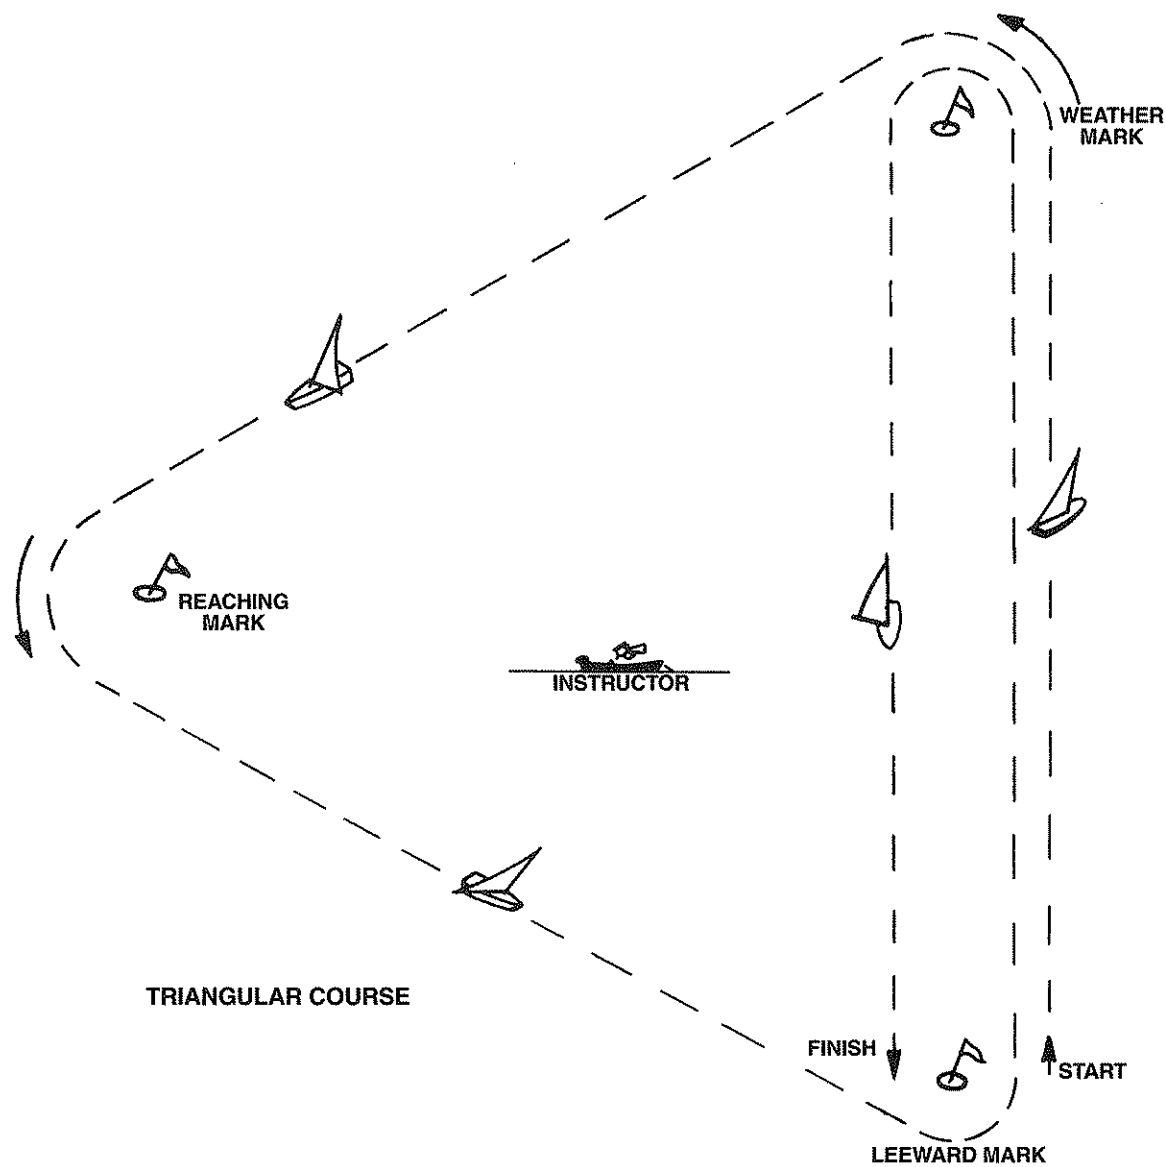 WEATHER
MARK
REACHING
MARK
INSTRUCTOR
TRIANGULAR COURSE
FINISH
START
LEEWARD MARK